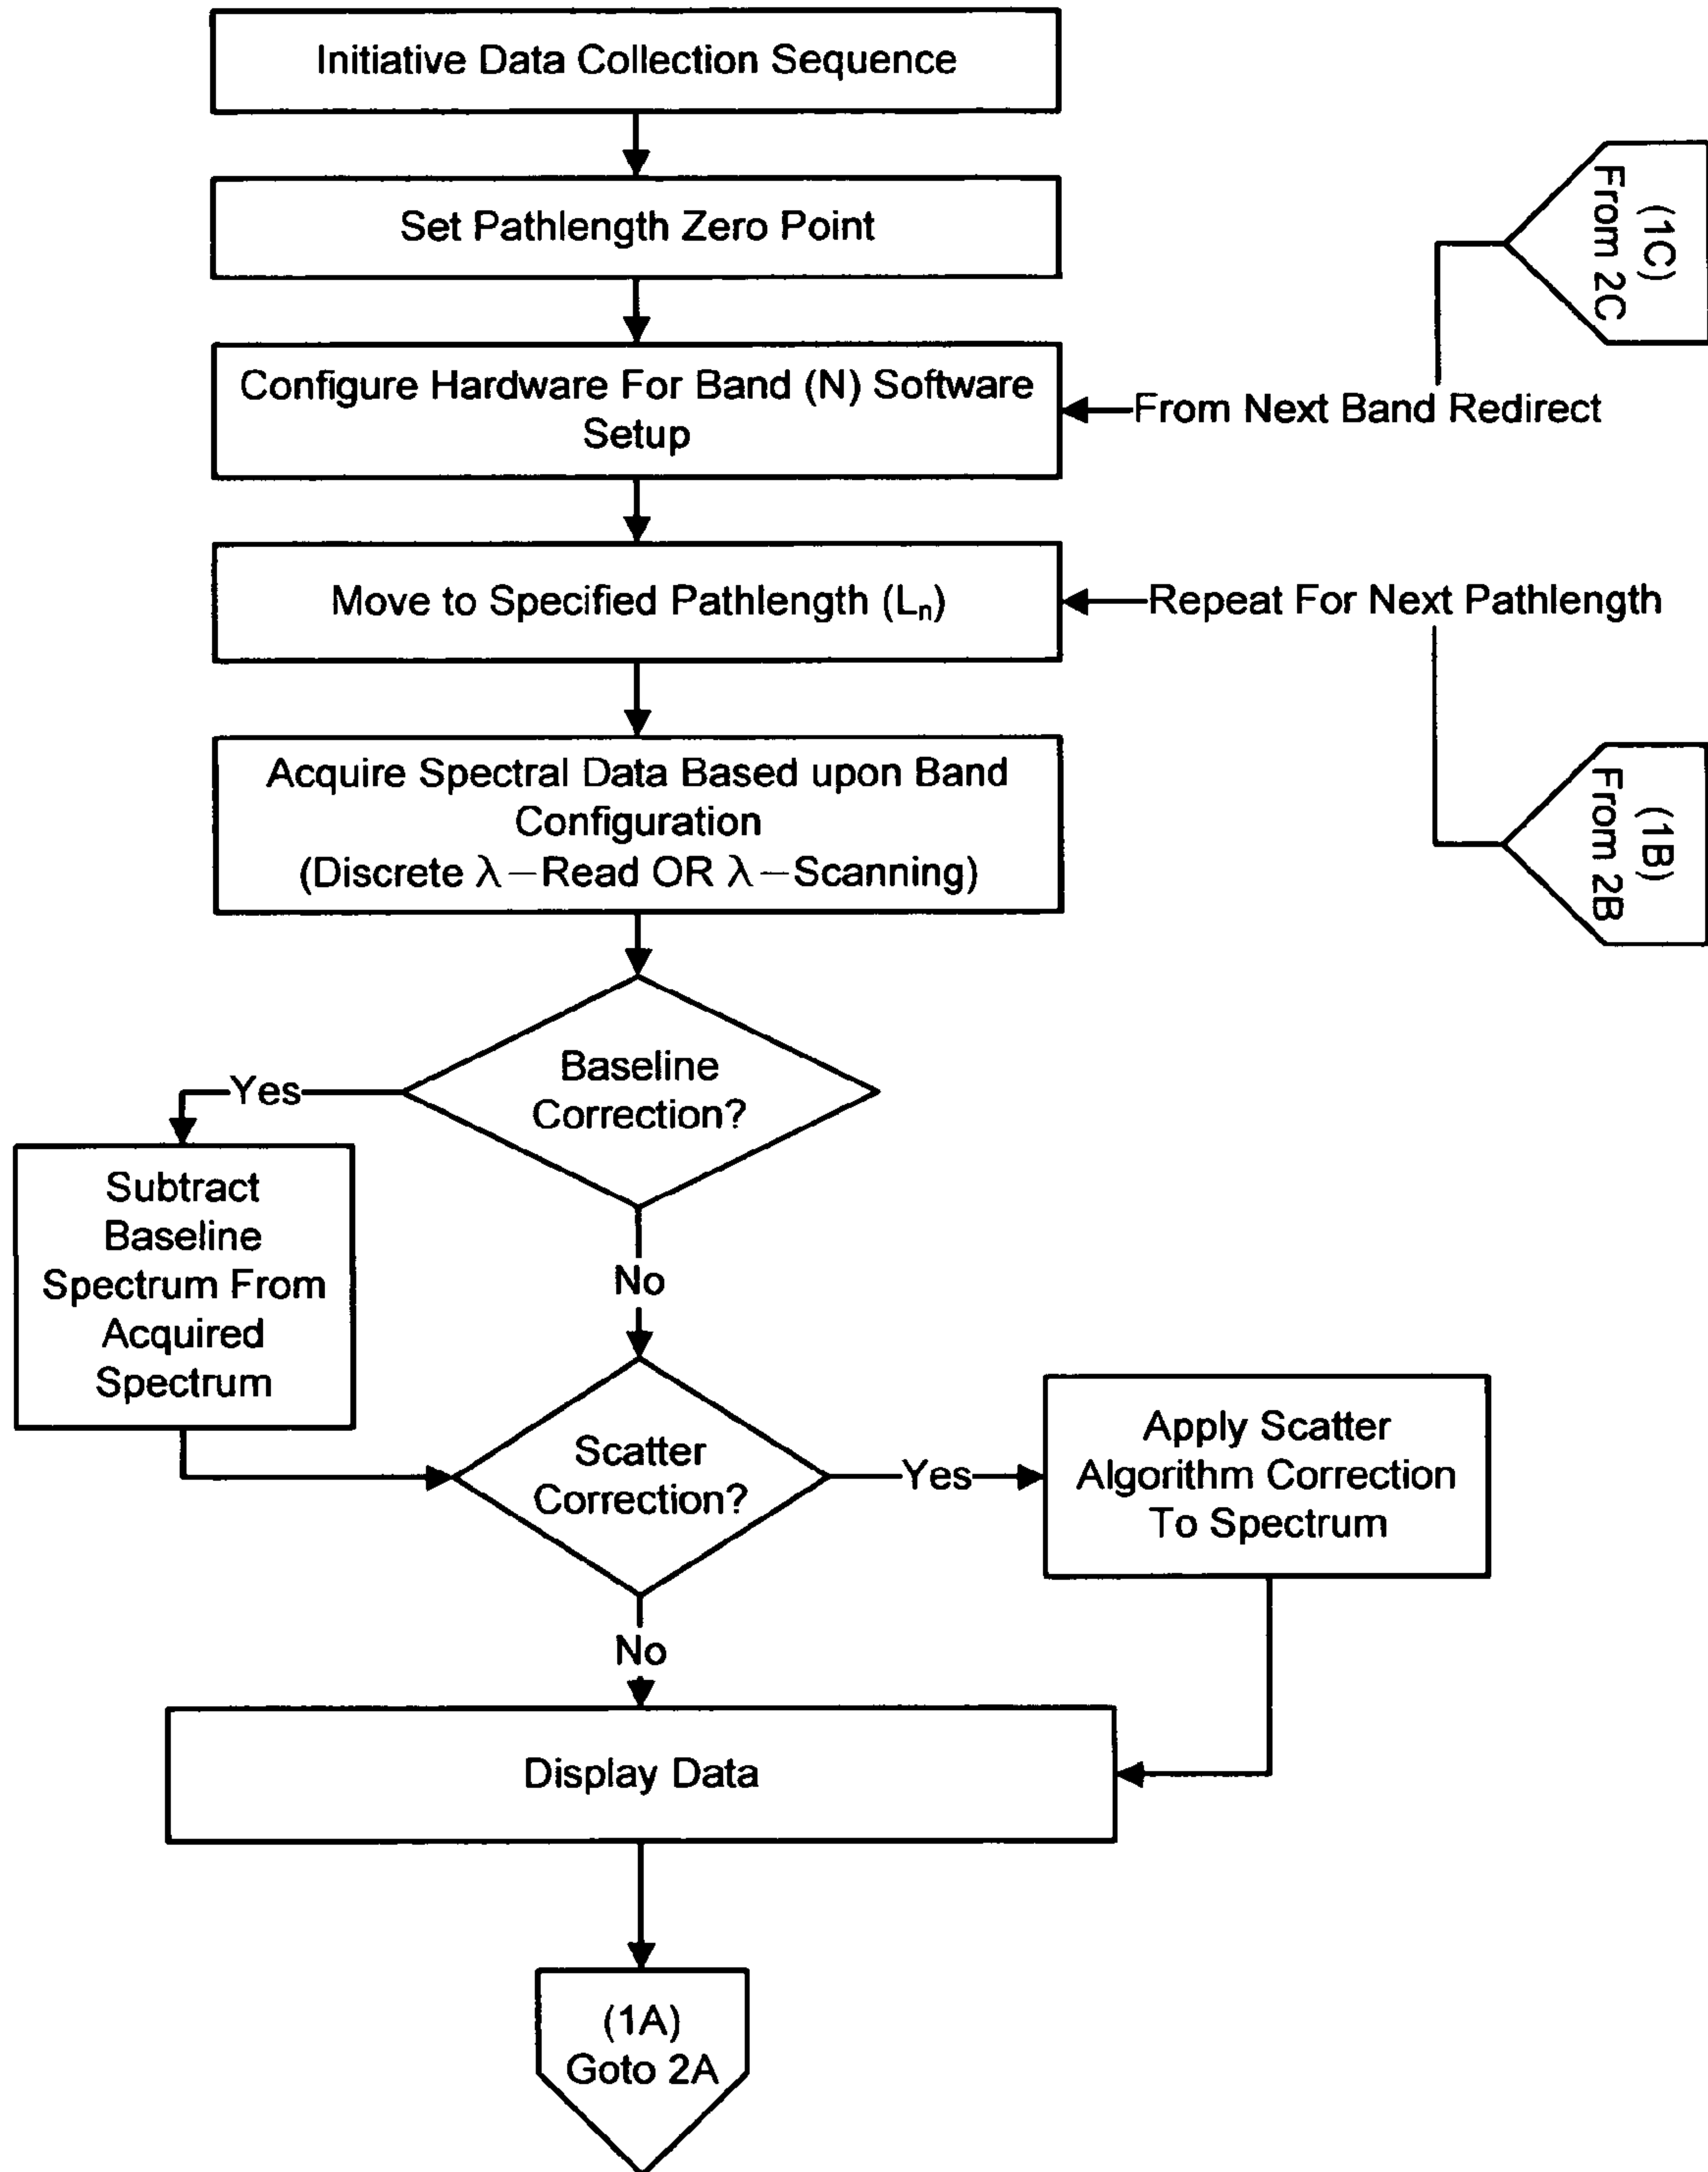 Initiative Data Collection Sequence
Set Pathlength Zero Point
(1C)
From 2C
Configure Hardware For Band (N) Software
Setup
From Next Band Redirect
Move to Specified Pathlength (Lₙ)
Repeat For Next Pathlength
Acquire Spectral Data Based upon Band
Configuration
(Discrete λ—Read OR λ—Scanning)
(1B)
From 2B
Baseline
Correction?
Yes
Subtract
Baseline
Spectrum From
Acquired
Spectrum
No
Scatter
Correction?
Yes
Apply Scatter
Algorithm Correction
To Spectrum
No
Display Data
(1A)
Goto 2A